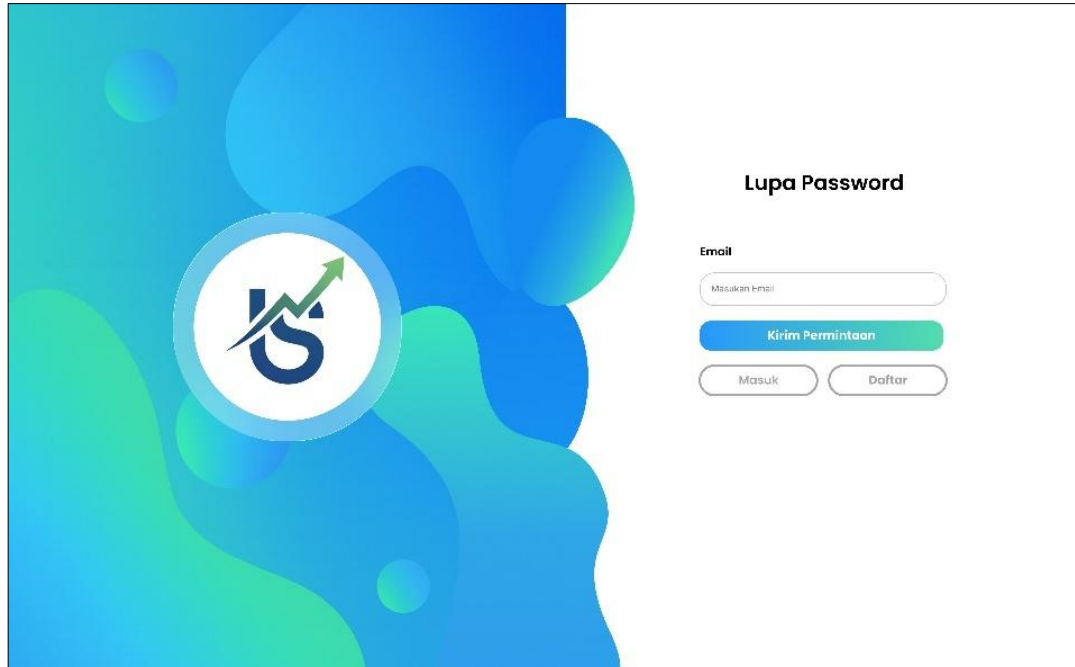 Lupa Password
Email
Masukan Email
Kirim Permintaan
Masuk
Daftar